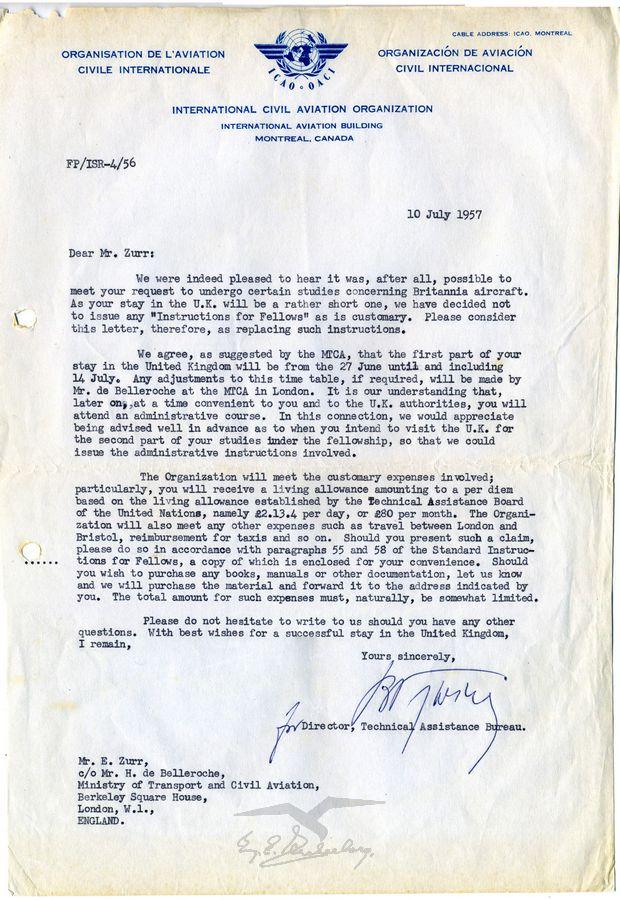 CABLE ADDRESS: ICAO, MONTREAL
ORGANISATION DE L'AVIATION
CIVILE INTERNATIONALE
ICAO • OACI
ORGANIZACIÓN DE AVIACIÓN
CIVIL INTERNACIONAL
INTERNATIONAL CIVIL AVIATION ORGANIZATION
INTERNATIONAL AVIATION BUILDING
MONTREAL, CANADA
FP/ISR-4/56
10 July 1957
Dear Mr. Zurr:
We were indeed pleased to hear it was, after all, possible to
meet your request to undergo certain studies concerning Britannia aircraft.
As your stay in the U.K. will be a rather short one, we have decided not
to issue any "Instructions for Fellows" as is customary. Please consider
this letter, therefore, as replacing such instructions.
We agree, as suggested by the MTCA, that the first part of your
stay in the United Kingdom will be from the 27 June until and including
14 July. Any adjustments to this time table, if required, will be made by
Mr. de Belleroche at the MTCA in London. It is our understanding that,
later on, at a time convenient to you and to the U.K. authorities, you will
attend an administrative course. In this connection, we would appreciate
being advised well in advance as to when you intend to visit the U.K. for
the second part of your studies under the fellowship, so that we could
issue the administrative instructions involved.
The Organization will meet the customary expenses involved;
particularly, you will receive a living allowance amounting to a per diem
based on the living allowance established by the Technical Assistance Board
of the United Nations, namely £2.13.4 per day, or £80 per month. The Organi-
zation will also meet any other expenses such as travel between London and
Bristol, reimbursement for taxis and so on. Should you present such a claim,
please do so in accordance with paragraphs 55 and 58 of the Standard Instruc-
tions for Fellows, a copy of which is enclosed for your convenience. Should
you wish to purchase any books, manuals or other documentation, let us know
and we will purchase the material and forward it to the address indicated by
you. The total amount for such expenses must, naturally, be somewhat limited.
Please do not hesitate to write to us should you have any other
questions. With best wishes for a successful stay in the United Kingdom,
I remain,
Yours sincerely,
for Director, Technical Assistance Bureau.
Mr. E. Zurr,
c/o Mr. H. de Belleroche,
Ministry of Transport and Civil Aviation,
Berkeley Square House,
London, W.1.,
ENGLAND.